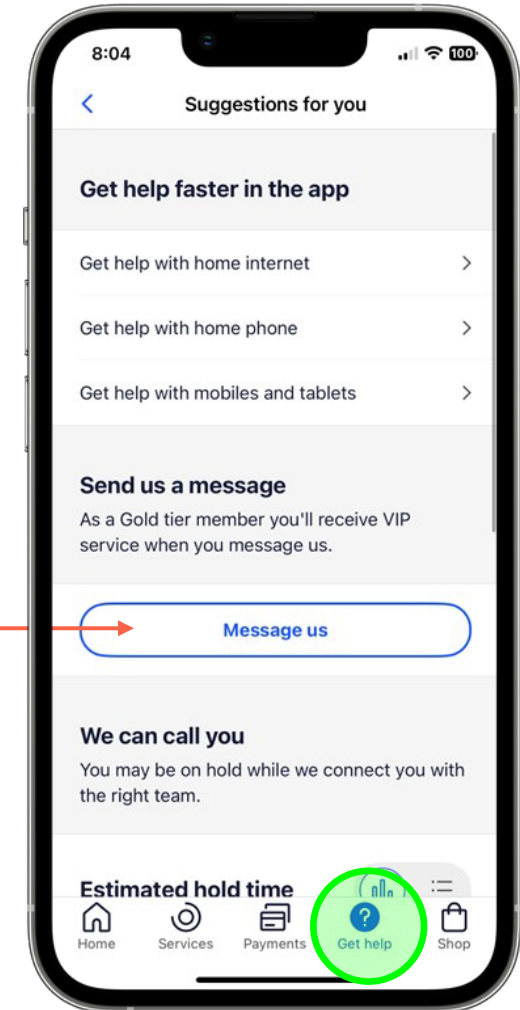 8:04
100
Suggestions for you
Get help faster in the app
Get help with home internet
Get help with home phone
Get help with mobiles and tablets
Send us a message
As a Gold tier member you'll receive VIP
service when you message us.
Message us
We can call you
You may be on hold while we connect you with
the right team.
Estimated hold time
?
Home Services Payments Get help Shop